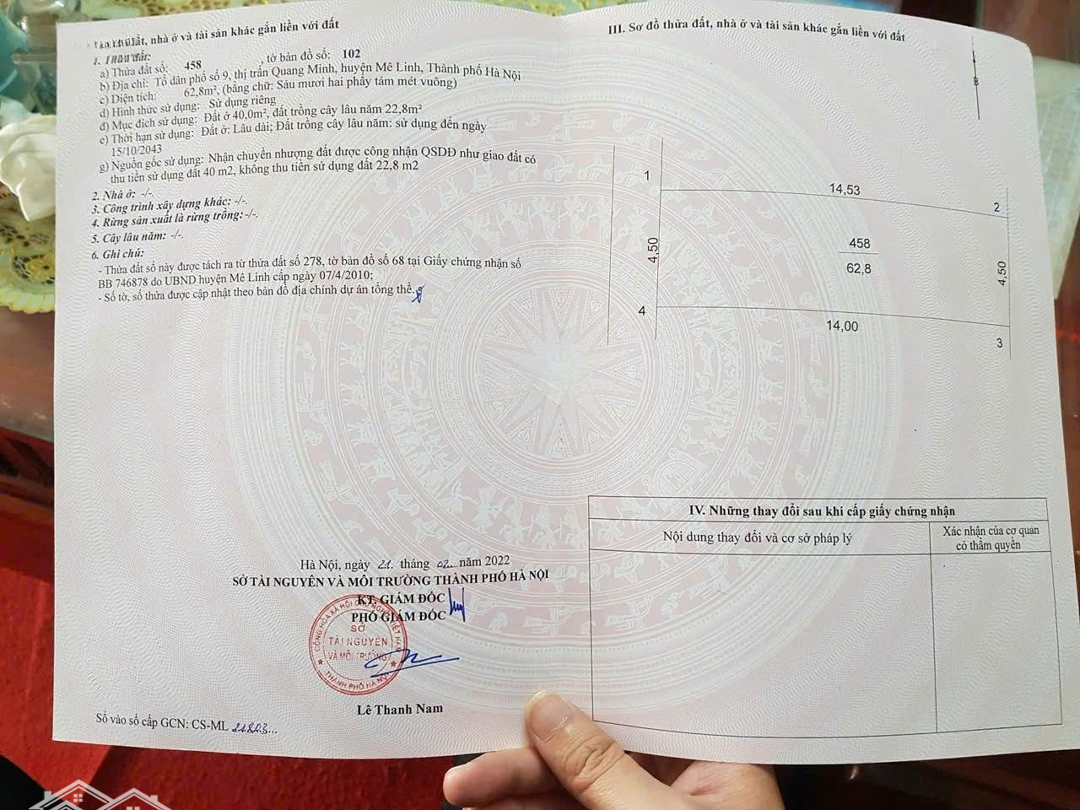 nhà ở và tài sản khác gắn liền với đất
a) Thửa đất số: 458, tờ bản đồ số: 102
b) Địa chỉ: Tổ dân phố số 9, thị trấn Quang Minh, huyện Mê Linh, Thành phố Hà Nội
c) Diện tích: 62,8m², (bằng chữ: Sáu mươi hai phẩy tám mét vuông)
d) Hình thức sử dụng: Sử dụng riêng
đ) Mục đích sử dụng: Đất ở 40,0m², đất trồng cây lâu năm 22,8m²
e) Thời hạn sử dụng: Đất ở: Lâu dài; Đất trồng cây lâu năm: sử dụng đến ngày
15/10/2043
g) Nguồn gốc sử dụng: Nhận chuyển nhượng đất được công nhận QSDĐ như giao đất có
thu tiền sử dụng đất 40 m2, không thu tiền sử dụng đất 22,8 m2
2. Nhà ở: -/-.
3. Công trình xây dựng khác: -/-.
4. Rừng sản xuất là rừng trồng: -/-.
5. Cây lâu năm: -/-.
6. Ghi chú:
- Thửa đất số này được tách ra từ thửa đất số 278, tờ bản đồ số 68 tại Giấy chứng nhận số
BB 746878 do UBND huyện Mê Linh cấp ngày 07/4/2010;
- Số tờ, số thửa được cập nhật theo bản đồ địa chính dự án tổng thể.
Hà Nội, ngày 21 tháng 02 năm 2022
SỞ TÀI NGUYÊN VÀ MÔI TRƯỜNG THÀNH PHỐ HÀ NỘI
KT. GIÁM ĐỐC
PHÓ GIÁM ĐỐC
SỞ
TÀI NGUYÊN
VÀ MÔI TRƯỜNG
THÀNH PHỐ HÀ NỘI
Lê Thanh Nam
Số vào sổ cấp GCN: CS-ML
III. Sơ đồ thửa đất, nhà ở và tài sản khác gắn liền với đất
B
1
14,53
2
4,50
458
62,8
4,50
4
14,00
3
IV. Những thay đổi sau khi cấp giấy chứng nhận
Nội dung thay đổi và cơ sở pháp lý
Xác nhận của cơ quan
có thẩm quyền